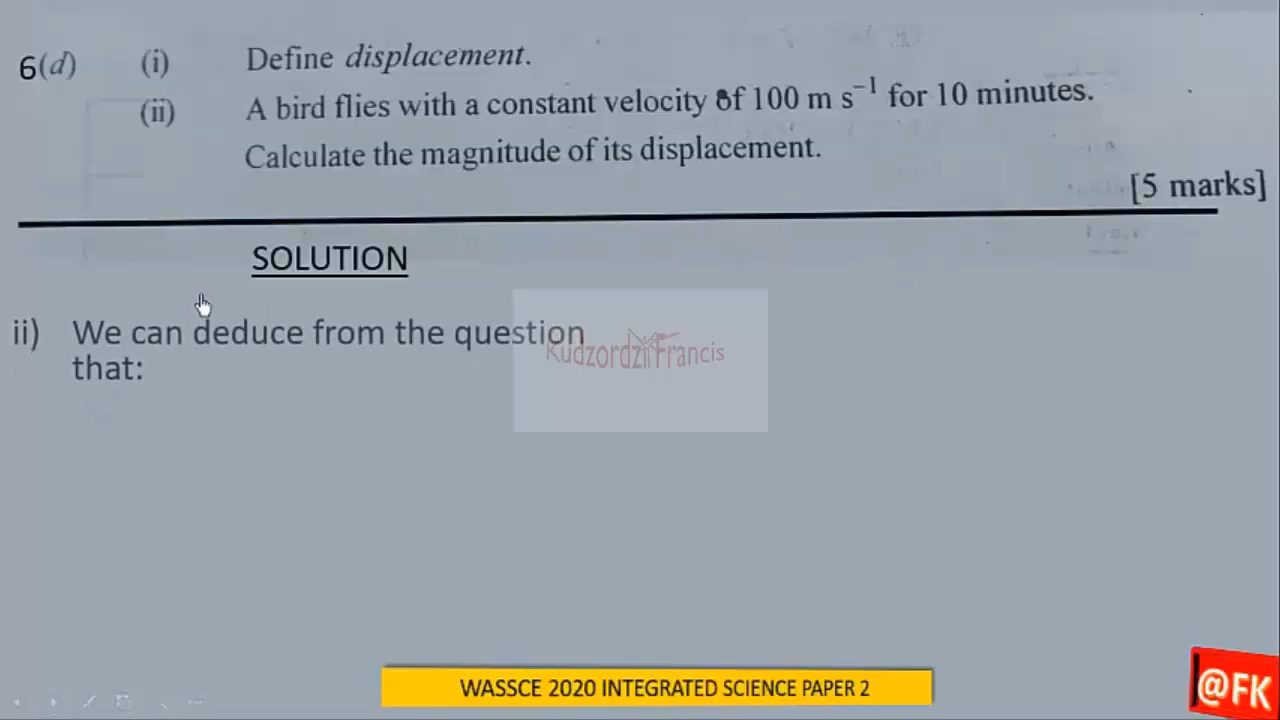 6(d) (i) Define displacement.
(ii) A bird flies with a constant velocity of 100 m s⁻¹ for 10 minutes.
Calculate the magnitude of its displacement.
[5 marks]
SOLUTION
ii) We can deduce from the question
that:
Kudzordzi Francis
WASSCE 2020 INTEGRATED SCIENCE PAPER 2
@FK